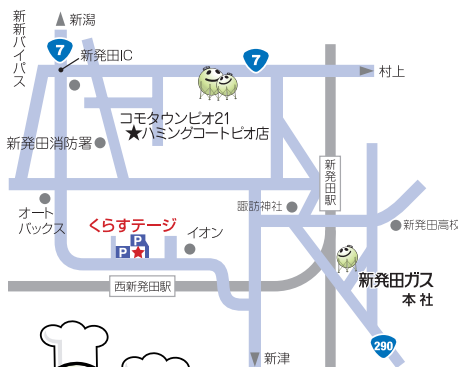 新潟
新新バイパス
7
新発田IC
7
村上
コモタウンピオ21
★ハミングコートピオ店
新発田消防署
新発田駅
オート
バックス
くらすテージ
P
P
イオン
諏訪神社
新発田高校
新発田ガス
本社
西新発田駅
新津
290